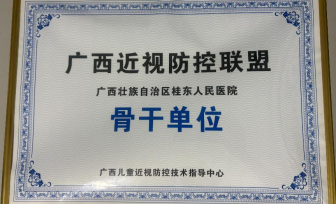 广西近视防控联盟
广西壮族自治区桂东人民医院
骨干单位
广西儿童近视防控技术指导中心